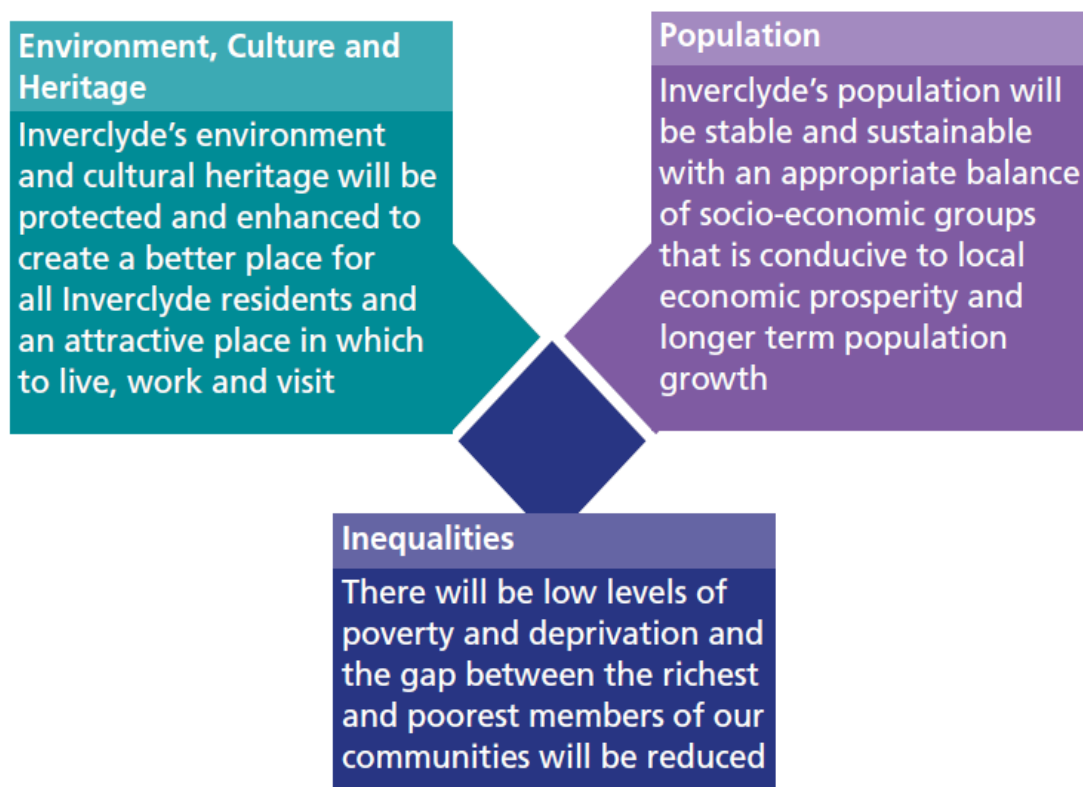 Environment, Culture and
Heritage
Inverclyde’s environment
and cultural heritage will be
protected and enhanced to
create a better place for
all Inverclyde residents and
an attractive place in which
to live, work and visit
Population
Inverclyde’s population will
be stable and sustainable
with an appropriate balance
of socio-economic groups
that is conducive to local
economic prosperity and
longer term population
growth
Inequalities
There will be low levels of
poverty and deprivation and
the gap between the richest
and poorest members of our
communities will be reduced